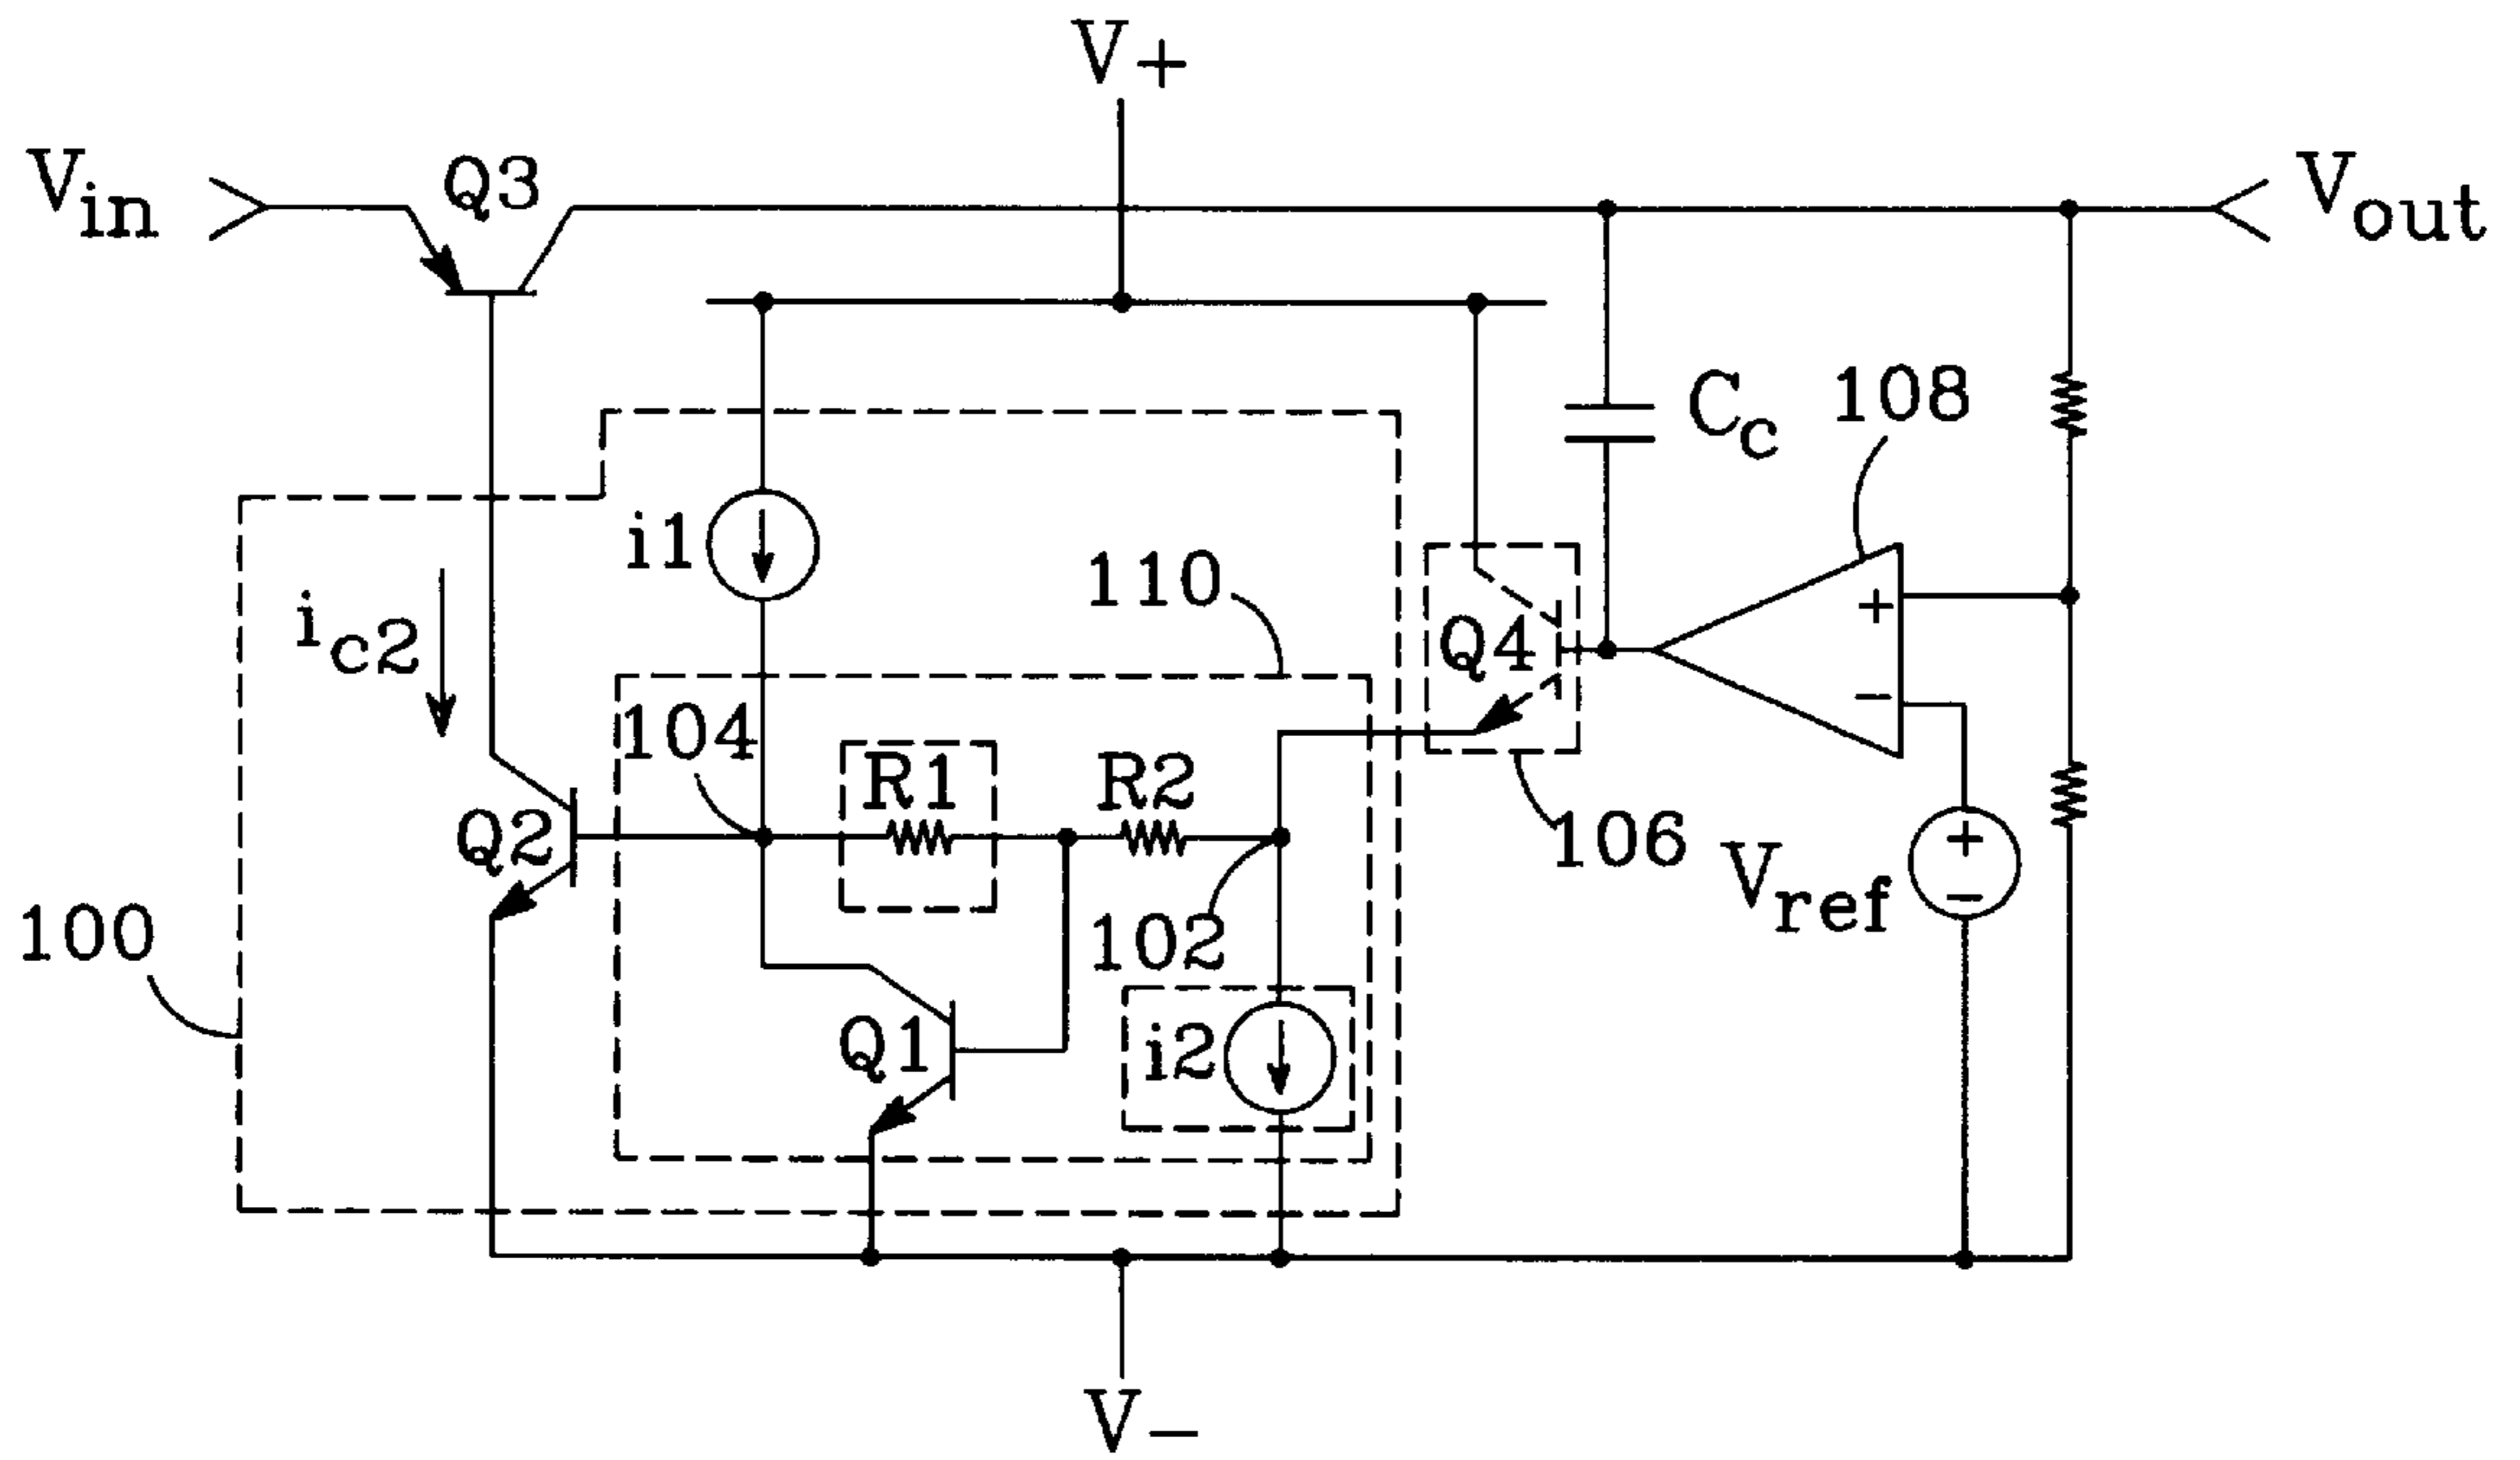 V+
Vin
Q3
Vout
Cc
108
i1
110
ic2
+
Q4
−
104
R1
R2
Q2
106
Vref
+
−
100
102
Q1
i2
V−